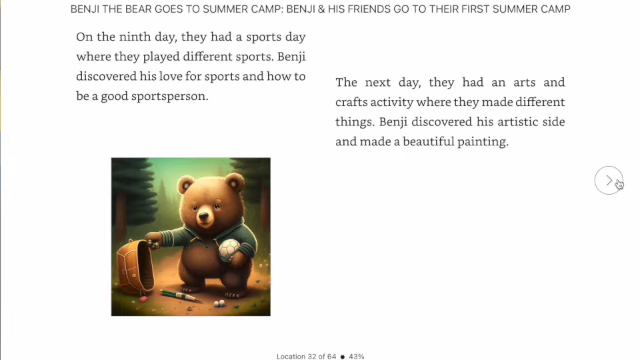 BENJI THE BEAR GOES TO SUMMER CAMP: BENJI & HIS FRIENDS GO TO THEIR FIRST SUMMER CAMP
On the ninth day, they had a sports day
where they played different sports. Benji
discovered his love for sports and how to
be a good sportsperson.
The next day, they had an arts and
crafts activity where they made different
things. Benji discovered his artistic side
and made a beautiful painting.
Location 32 of 64 ● 43%